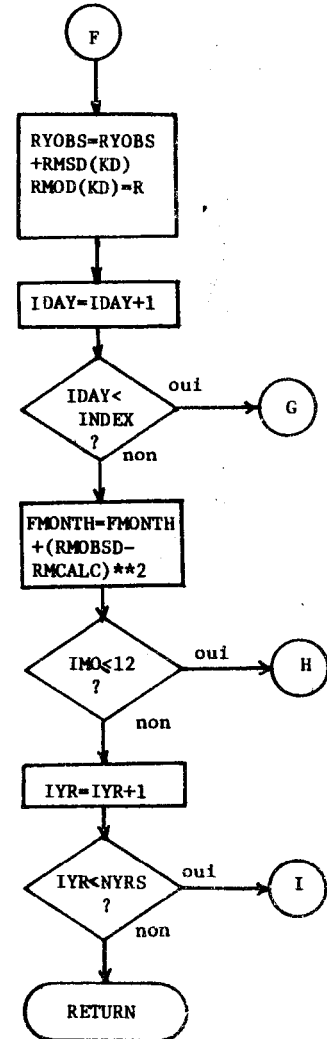 F
RYOBS=RYOBS
+RMSD(KD)
RMOD(KD)=R
IDAY=IDAY+1
IDAY<
INDEX
?
oui
G
non
FMONTH=FMONTH
+(RMOBSD-
RMCALC)**2
IMO≤12
?
oui
H
non
IYR=IYR+1
IYR<NYRS
?
oui
I
non
RETURN